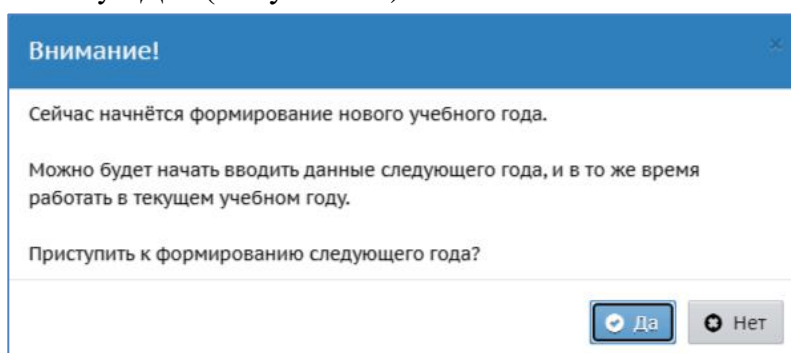 Внимание!
Сейчас начнётся формирование нового учебного года.
Можно будет начать вводить данные следующего года, и в то же время
работать в текущем учебном году.
Приступить к формированию следующего года?
Да Нет